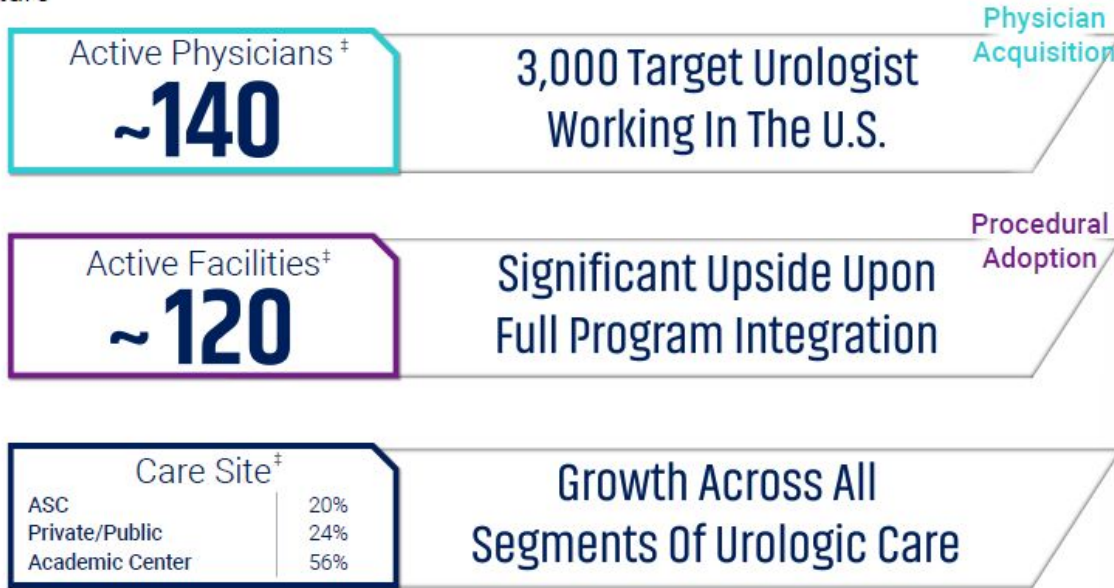 Physician
Acquisition
Active Physicians ‡
~140
3,000 Target Urologist
Working In The U.S.
Procedural
Adoption
Active Facilities‡
~120
Significant Upside Upon
Full Program Integration
Care Site‡
ASC 20%
Private/Public 24%
Academic Center 56%
Growth Across All
Segments Of Urologic Care